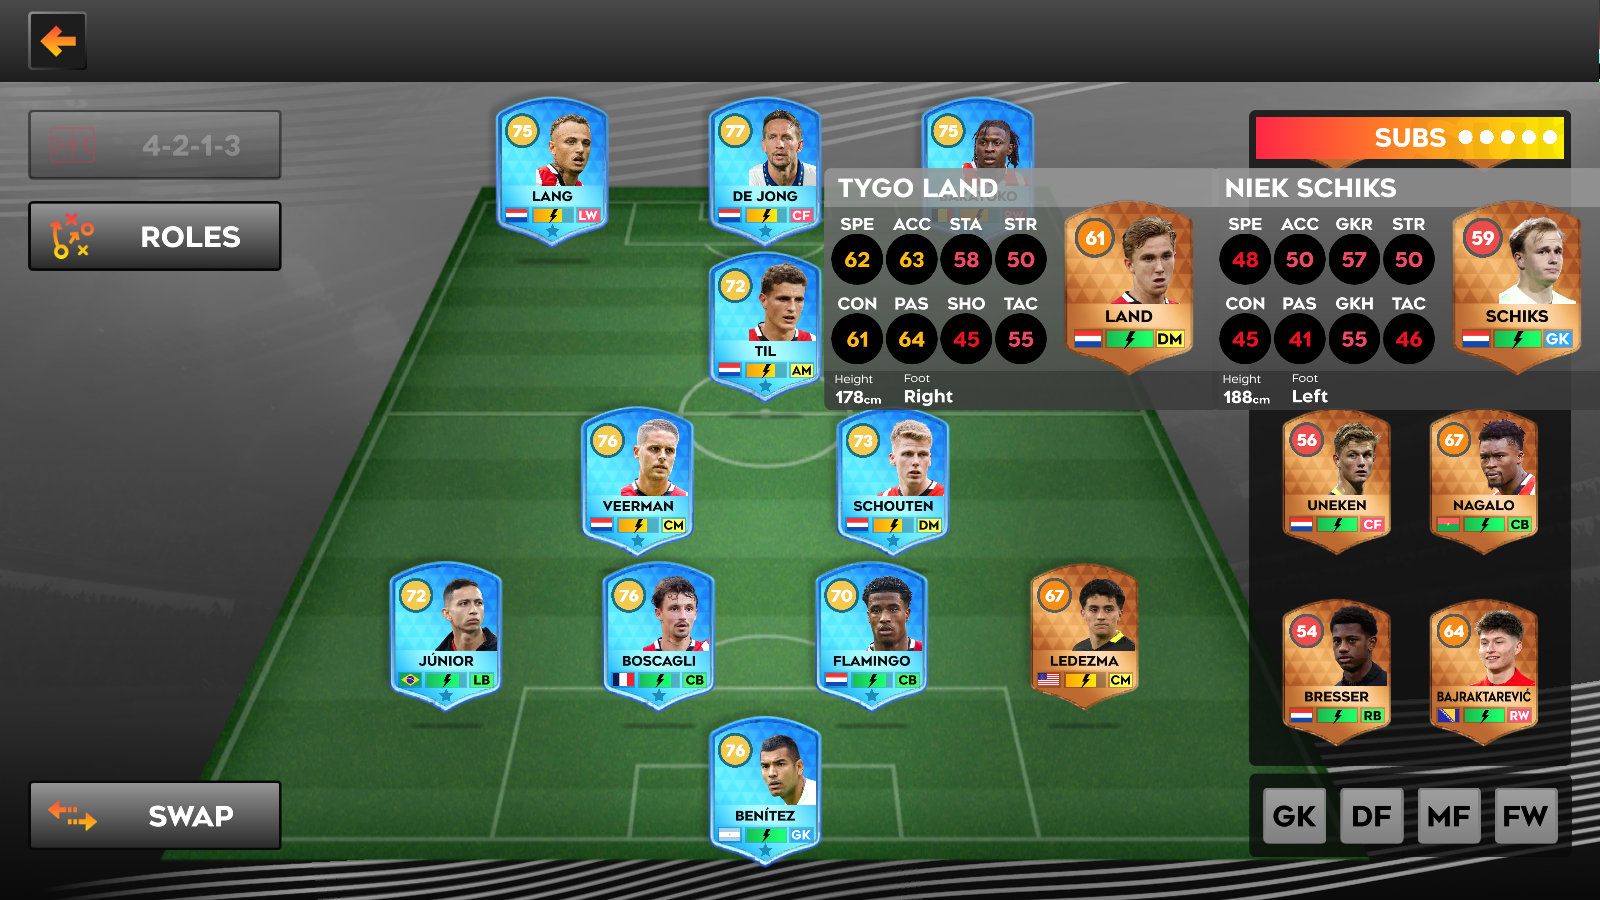 4-2-1-3
ROLES
SWAP
75
LANG
LW
77
DE JONG
CF
75
72
TIL
AM
76
VEERMAN
CM
73
SCHOUTEN
DM
72
JÚNIOR
LB
76
BOSCAGLI
CB
70
FLAMINGO
CB
67
LEDEZMA
CM
76
BENÍTEZ
GK
SUBS
TYGO LAND
SPE ACC STA STR
62 63 58 50
CON PAS SHO TAC
61 64 45 55
Height Foot
178cm Right
61
LAND
DM
NIEK SCHIKS
SPE ACC GKR STR
48 50 57 50
CON PAS GKH TAC
45 41 55 46
Height Foot
188cm Left
59
SCHIKS
GK
56
UNEKEN
CF
67
NAGALO
CB
54
BRESSER
RB
64
BAJRAKTAREVIĆ
RW
GK DF MF FW